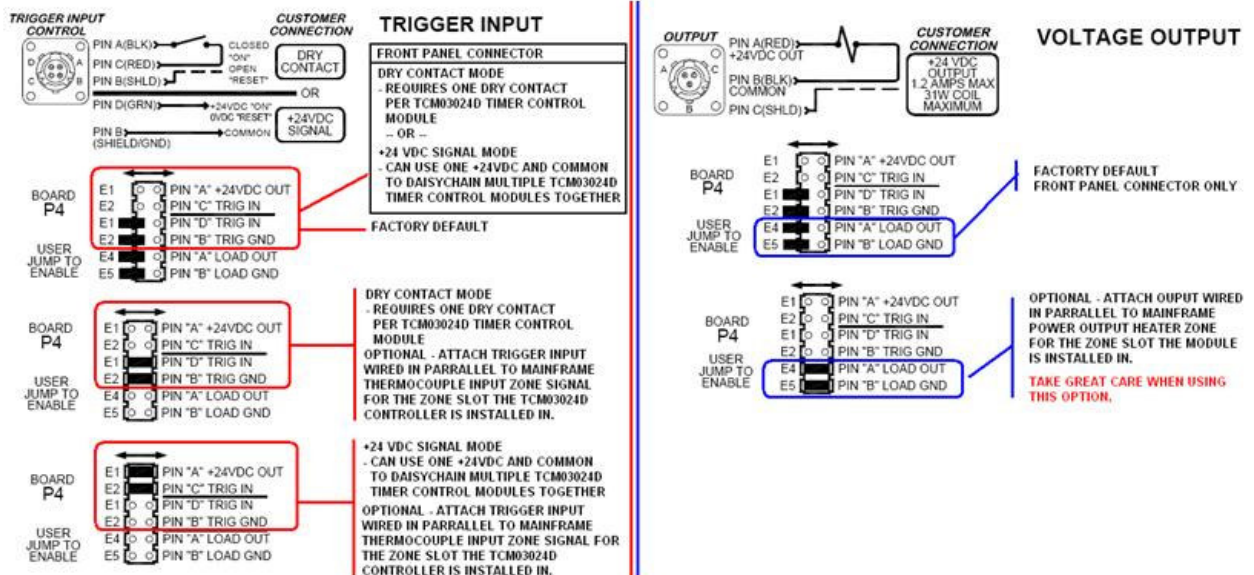 TRIGGER INPUT
CONTROL
PIN A(BLK)
PIN C(RED)
PIN B(SHLD)
D
A
C
B
CLOSED
"ON"
OPEN
"RESET"
CUSTOMER
CONNECTION
DRY
CONTACT
OR
PIN D(GRN)
+24VDC "ON"
0VDC "RESET"
+24VDC
SIGNAL
PIN B
(SHIELD/GND)
COMMON
TRIGGER INPUT
FRONT PANEL CONNECTOR
DRY CONTACT MODE
- REQUIRES ONE DRY CONTACT
PER TCM03024D TIMER CONTROL
MODULE
-- OR --
+24 VDC SIGNAL MODE
- CAN USE ONE +24VDC AND COMMON
TO DAISYCHAIN MULTIPLE TCM03024D
TIMER CONTROL MODULES TOGETHER
FACTORY DEFAULT
BOARD
P4
USER
JUMP TO
ENABLE
E1 PIN "A" +24VDC OUT
E2 PIN "C" TRIG IN
E1 PIN "D" TRIG IN
E2 PIN "B" TRIG GND
E4 PIN "A" LOAD OUT
E5 PIN "B" LOAD GND
BOARD
P4
USER
JUMP TO
ENABLE
E1 PIN "A" +24VDC OUT
E2 PIN "C" TRIG IN
E1 PIN "D" TRIG IN
E2 PIN "B" TRIG GND
E4 PIN "A" LOAD OUT
E5 PIN "B" LOAD GND
DRY CONTACT MODE
- REQUIRES ONE DRY CONTACT
PER TCM03024D TIMER CONTROL
MODULE
OPTIONAL - ATTACH TRIGGER INPUT
WIRED IN PARRALLEL TO MAINFRAME
THERMOCOUPLE INPUT ZONE SIGNAL
FOR THE ZONE SLOT THE TCM03024D
CONTROLLER IS INSTALLED IN.
BOARD
P4
USER
JUMP TO
ENABLE
E1 PIN "A" +24VDC OUT
E2 PIN "C" TRIG IN
E1 PIN "D" TRIG IN
E2 PIN "B" TRIG GND
E4 PIN "A" LOAD OUT
E5 PIN "B" LOAD GND
+24 VDC SIGNAL MODE
- CAN USE ONE +24VDC AND COMMON
TO DAISYCHAIN MULTIPLE TCM03024D
TIMER CONTROL MODULES TOGETHER
OPTIONAL - ATTACH TRIGGER INPUT
WIRED IN PARRALLEL TO MAINFRAME
THERMOCOUPLE INPUT ZONE SIGNAL FOR
THE ZONE SLOT THE TCM03024D
CONTROLLER IS INSTALLED IN.
OUTPUT
A
C
B
PIN A(RED)
+24VDC OUT
PIN B(BLK)
COMMON
PIN C(SHLD)
CUSTOMER
CONNECTION
+24 VDC
OUTPUT
1.2 AMPS MAX
31W COIL
MAXIMUM
VOLTAGE OUTPUT
BOARD
P4
USER
JUMP TO
ENABLE
E1 PIN "A" +24VDC OUT
E2 PIN "C" TRIG IN
E1 PIN "D" TRIG IN
E2 PIN "B" TRIG GND
E4 PIN "A" LOAD OUT
E5 PIN "B" LOAD GND
FACTORTY DEFAULT
FRONT PANEL CONNECTOR ONLY
BOARD
P4
USER
JUMP TO
ENABLE
E1 PIN "A" +24VDC OUT
E2 PIN "C" TRIG IN
E1 PIN "D" TRIG IN
E2 PIN "B" TRIG GND
E4 PIN "A" LOAD OUT
E5 PIN "B" LOAD GND
OPTIONAL - ATTACH OUPUT WIRED
IN PARRALLEL TO MAINFRAME
POWER OUTPUT HEATER ZONE
FOR THE ZONE SLOT THE MODULE
IS INSTALLED IN.
TAKE GREAT CARE WHEN USING
THIS OPTION.